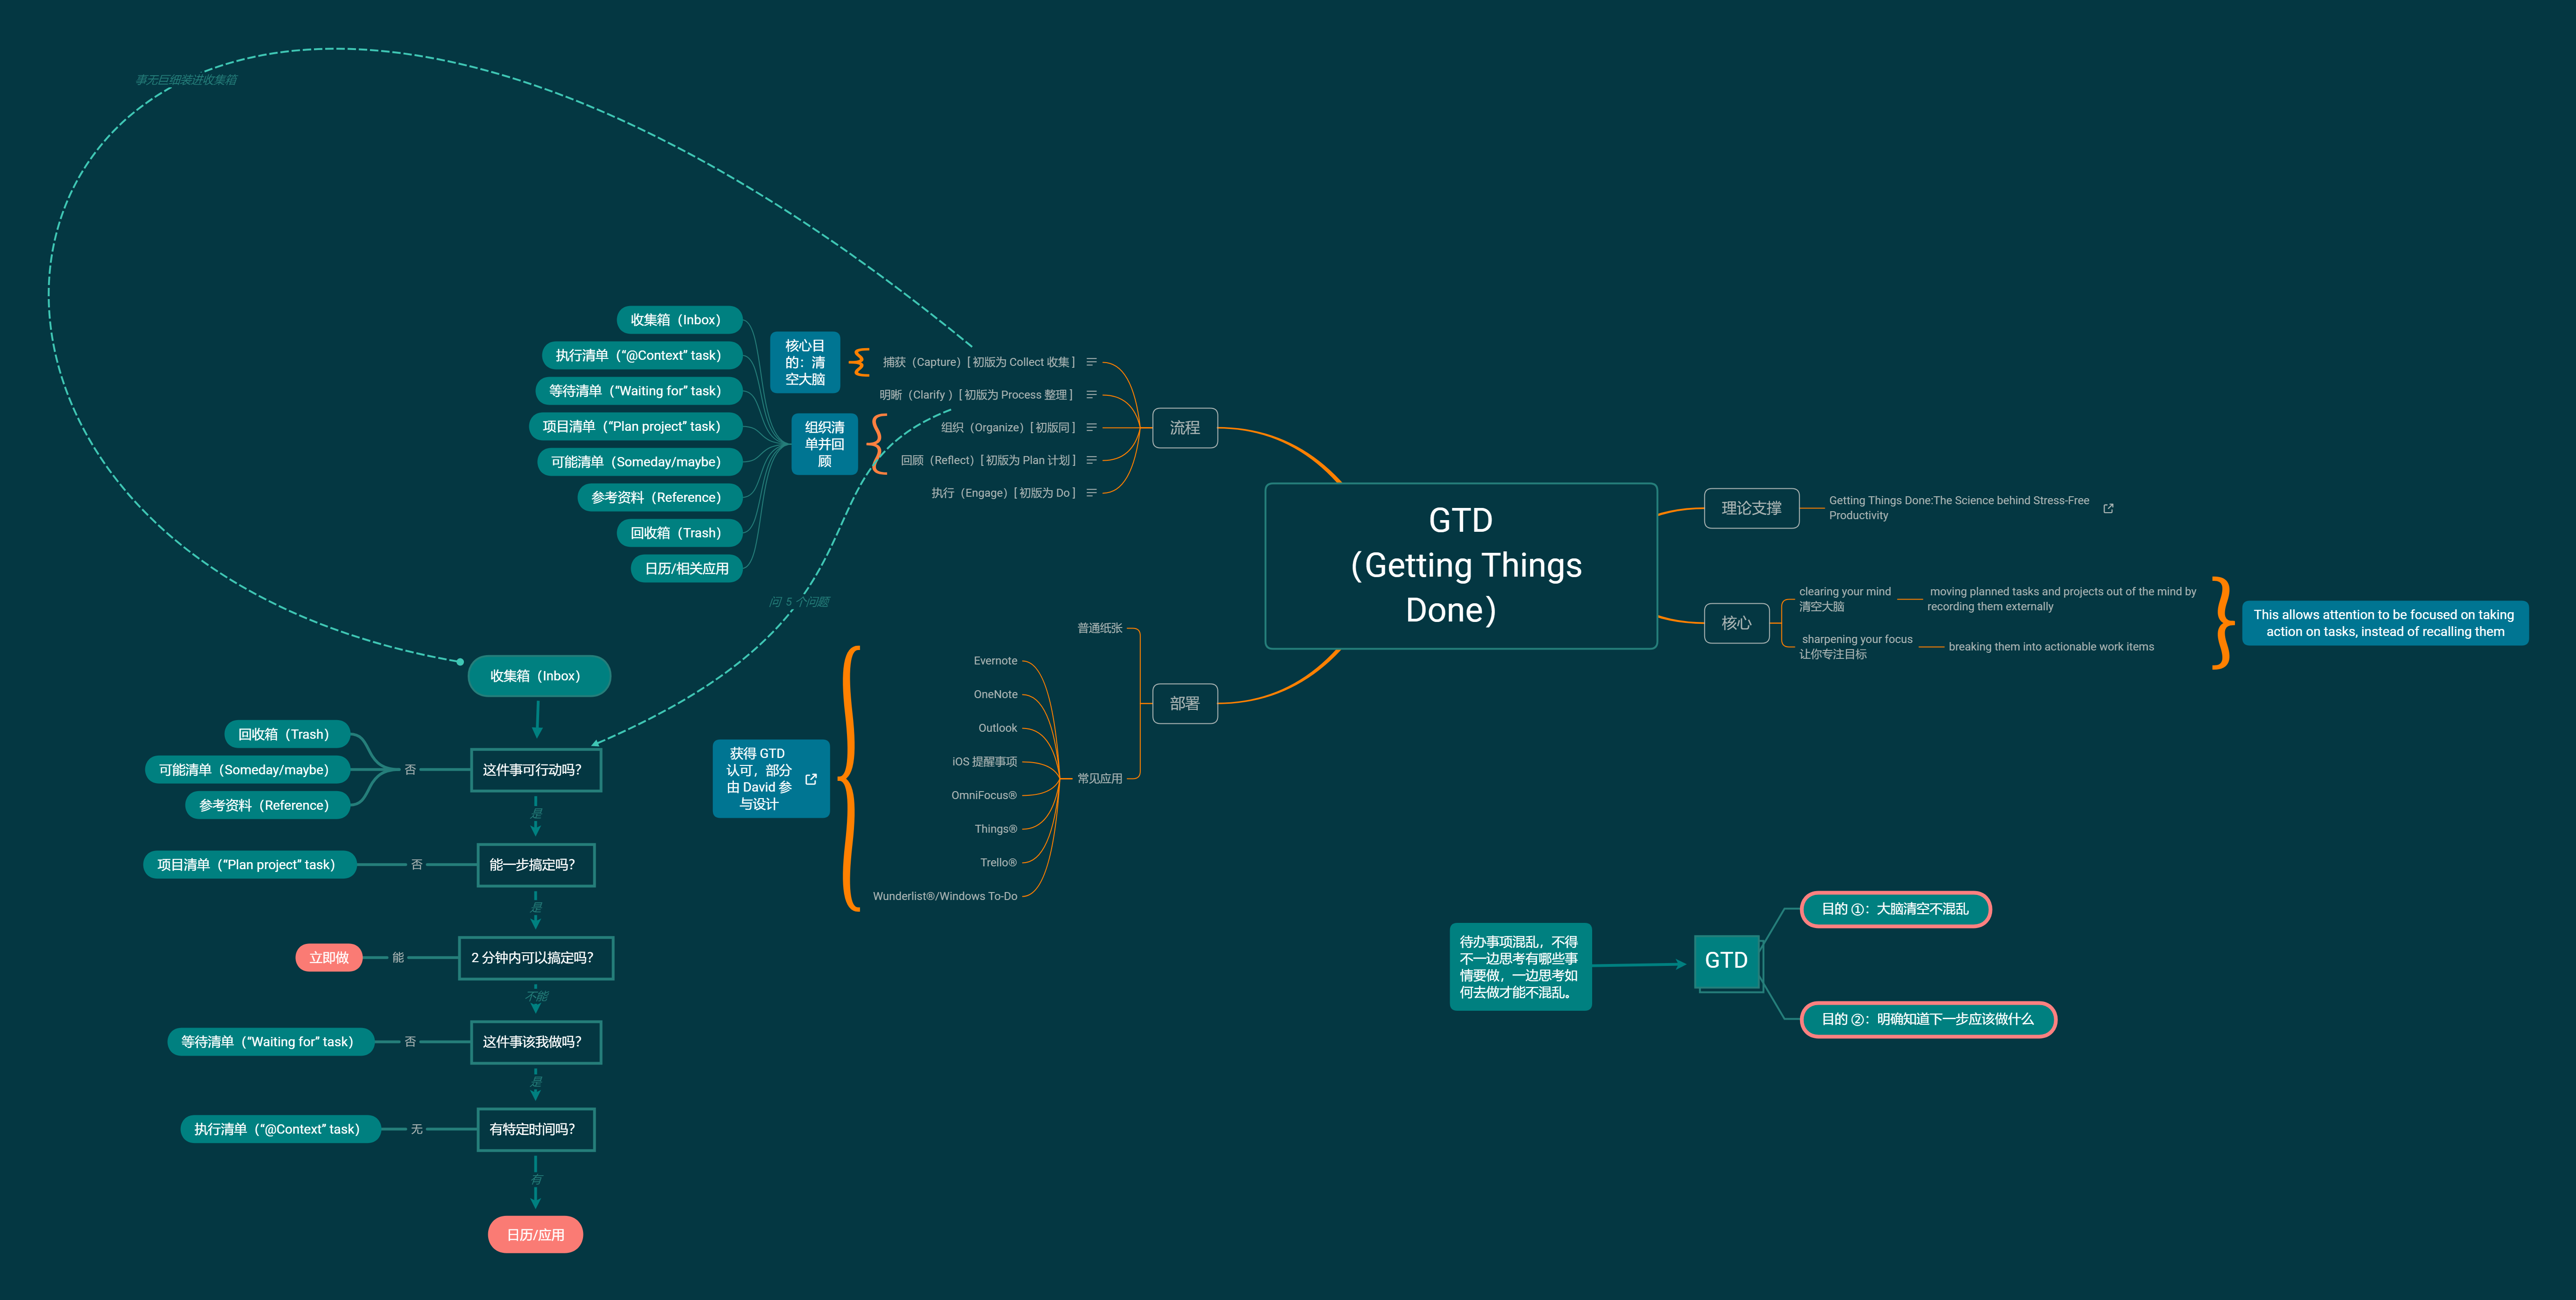 GTD
（Getting Things
Done）
流程
捕获（Capture）[ 初版为 Collect 收集 ]
明晰（Clarify ）[ 初版为 Process 整理 ]
组织（Organize）[ 初版同 ]
回顾（Reflect）[ 初版为 Plan 计划 ]
执行（Engage）[ 初版为 Do ]
核心目
的：清
空大脑
组织清
单并回
顾
收集箱（Inbox）
执行清单（“@Context” task）
等待清单（“Waiting for” task）
项目清单（“Plan project” task）
可能清单（Someday/maybe）
参考资料（Reference）
回收箱（Trash）
日历/相关应用
事无巨细装进收集箱
问 5 个问题
收集箱（Inbox）
这件事可行动吗？
否
回收箱（Trash）
可能清单（Someday/maybe）
参考资料（Reference）
是
能一步搞定吗？
否
项目清单（“Plan project” task）
是
2 分钟内可以搞定吗？
能
立即做
不能
这件事该我做吗？
否
等待清单（“Waiting for” task）
是
有特定时间吗？
无
执行清单（“@Context” task）
有
日历/应用
部署
普通纸张
常见应用
Evernote
OneNote
Outlook
iOS 提醒事项
OmniFocus®
Things®
Trello®
Wunderlist®/Windows To-Do
获得 GTD
认可，部分
由 David 参
与设计
理论支撑
Getting Things Done:The Science behind Stress-Free
Productivity
核心
clearing your mind
清空大脑
moving planned tasks and projects out of the mind by
recording them externally
sharpening your focus
让你专注目标
breaking them into actionable work items
This allows attention to be focused on taking
action on tasks, instead of recalling them
待办事项混乱，不得
不一边思考有哪些事
情要做，一边思考如
何去做才能不混乱。
GTD
目的 ①：大脑清空不混乱
目的 ②：明确知道下一步应该做什么